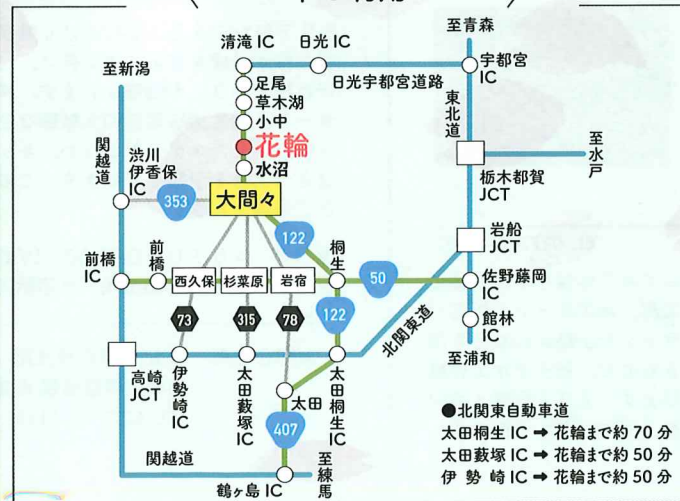 至青森
清滝 IC
日光 IC
宇都宮
IC
日光宇都宮道路
至新潟
足尾
草木湖
小中
花輪
水沼
東北道
至水戸
栃木都賀
JCT
関越道
渋川
伊香保
IC
353
大間々
122
桐生
岩船
JCT
前橋
IC
前橋
西久保
杉葉原
岩宿
50
佐野藤岡
IC
73
315
78
122
館林
IC
北関東道
至浦和
高崎
JCT
伊勢崎IC
太田藪塚IC
太田
太田桐生IC
407
関越道
鶴ヶ島 IC
至練馬
●北関東自動車道
太田桐生 IC ➡ 花輪まで約 70 分
太田藪塚 IC ➡ 花輪まで約 50 分
伊 勢 崎 IC ➡ 花輪まで約 50 分